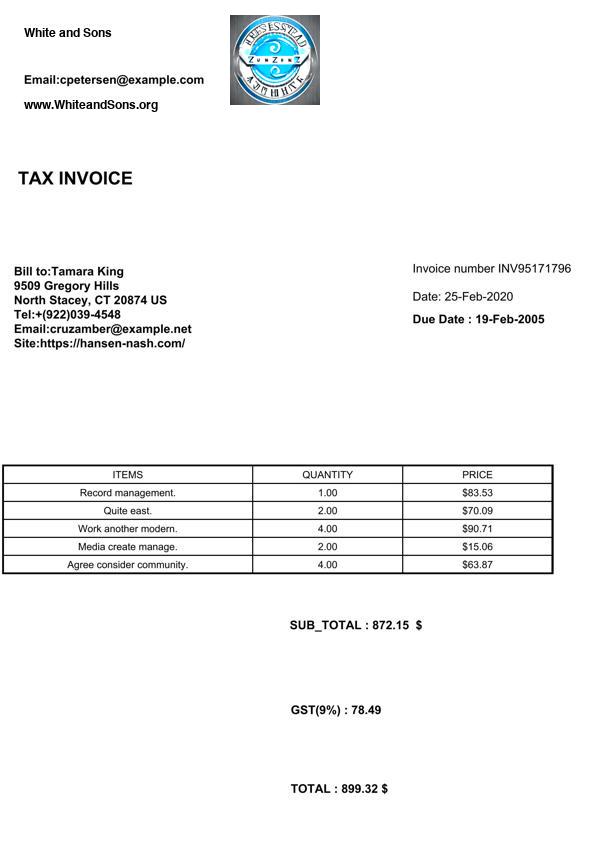 White and Sons
Email:cpetersen@example.com
www.WhiteandSons.org
ZunZunZ
TAX INVOICE
Bill to:Tamara King
9509 Gregory Hills
North Stacey, CT 20874 US
Tel:+(922)039-4548
Email:cruzamber@example.net
Site:https://hansen-nash.com/
Invoice number INV95171796
Date: 25-Feb-2020
Due Date : 19-Feb-2005
ITEMS QUANTITY PRICE
Record management. 1.00 $83.53
Quite east. 2.00 $70.09
Work another modern. 4.00 $90.71
Media create manage. 2.00 $15.06
Agree consider community. 4.00 $63.87
SUB_TOTAL : 872.15 $
GST(9%) : 78.49
TOTAL : 899.32 $